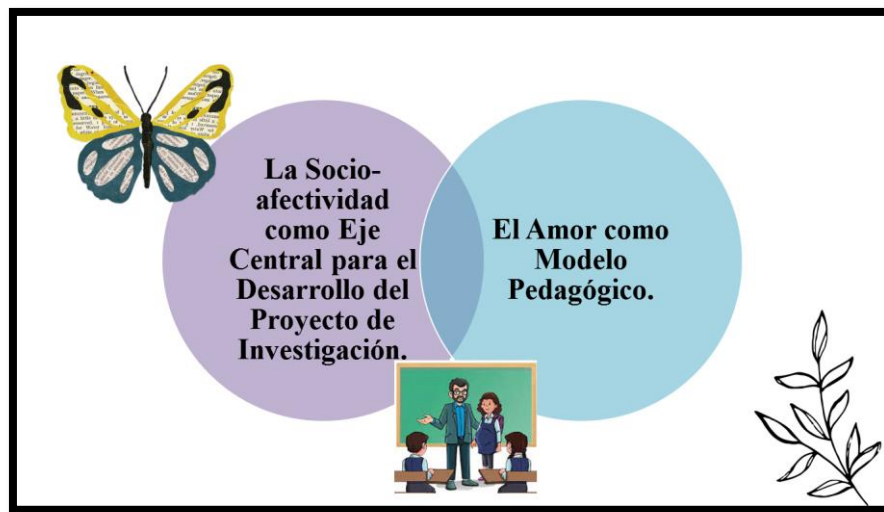 La Socio-
afectividad
como Eje
Central para el
Desarrollo del
Proyecto de
Investigación.
El Amor como
Modelo
Pedagógico.